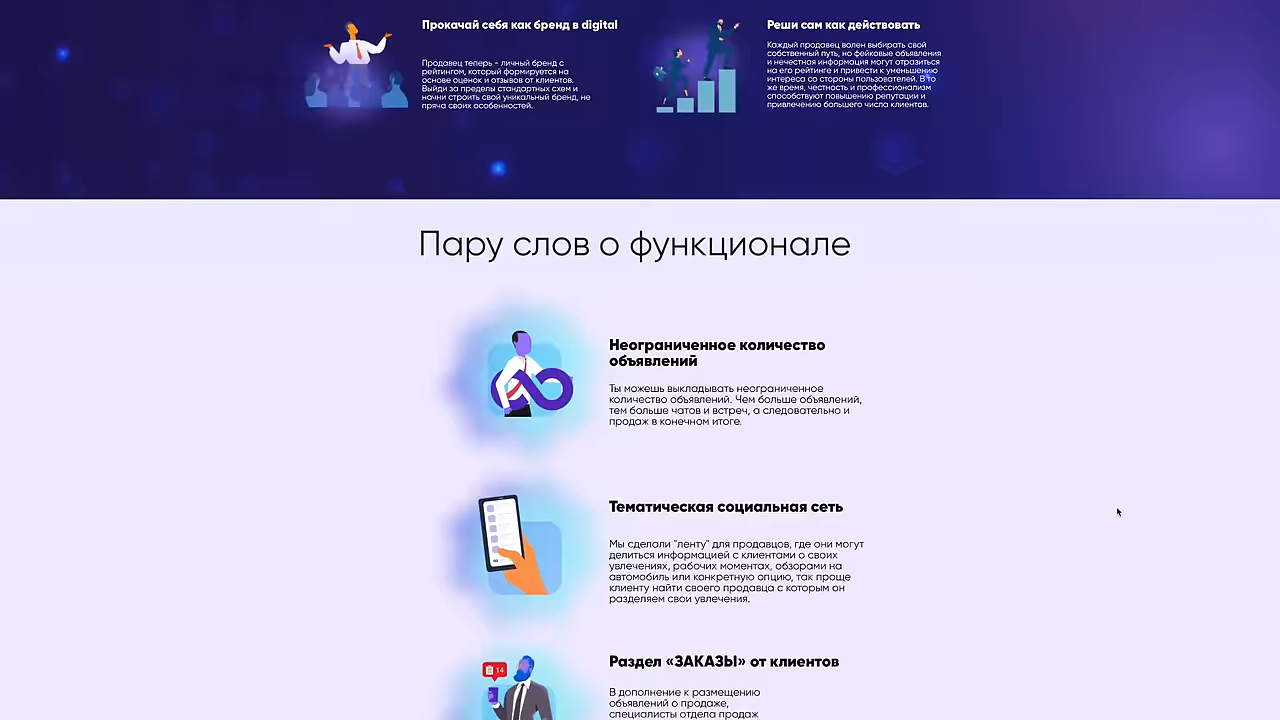 Прокачай себя как бренд в digital
Продавец теперь - личный бренд с
рейтингом, который формируется на
основе оценок и отзывов от клиентов.
Выйди за пределы стандартных схем и
начни строить свой уникальный бренд, не
пряча своих особенностей.
Реши сам как действовать
Каждый продавец волен выбирать свой
собственный путь, но фейковые объявления
и нечестная информация могут отразиться
на его рейтинге и привести к уменьшению
интереса со стороны пользователей. В то
же время, честность и профессионализм
способствуют повышению репутации и
привлечению большего числа клиентов.
Пару слов о функционале
Неограниченное количество
объявлений
Ты можешь выкладывать неограниченное
количество объявлений. Чем больше объявлений,
тем больше чатов и встреч, а следовательно и
продаж в конечном итоге.
Тематическая социальная сеть
Мы сделали "ленту" для продавцов, где они могут
делиться информацией с клиентами о своих
увлечениях, рабочих моментах, обзорами на
автомобиль или конкретную опцию, так проще
клиенту найти своего продавца с которым он
разделяем свои увлечения.
14
Раздел «ЗАКАЗЫ» от клиентов
В дополнение к размещению
объявлений о продаже,
специалисты отдела продаж